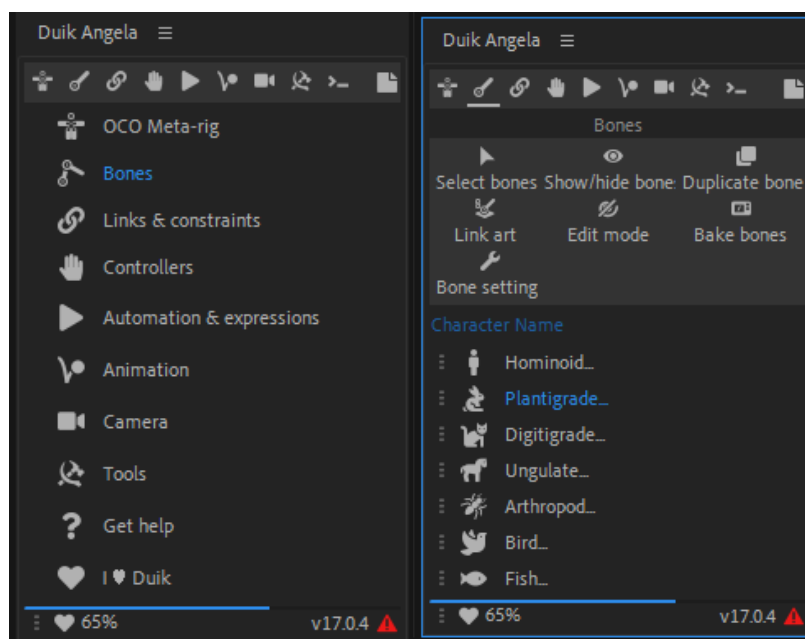 Duik Angela
OCO Meta-rig
Bones
Links & constraints
Controllers
Automation & expressions
Animation
Camera
Tools
Get help
I ♥ Duik
65% v17.0.4
Duik Angela
Bones
Select bones Show/hide bone Duplicate bone
Link art Edit mode Bake bones
Bone setting
Character Name
Hominoid...
Plantigrade...
Digitigrade...
Ungulate...
Arthropod...
Bird...
Fish...
65% v17.0.4